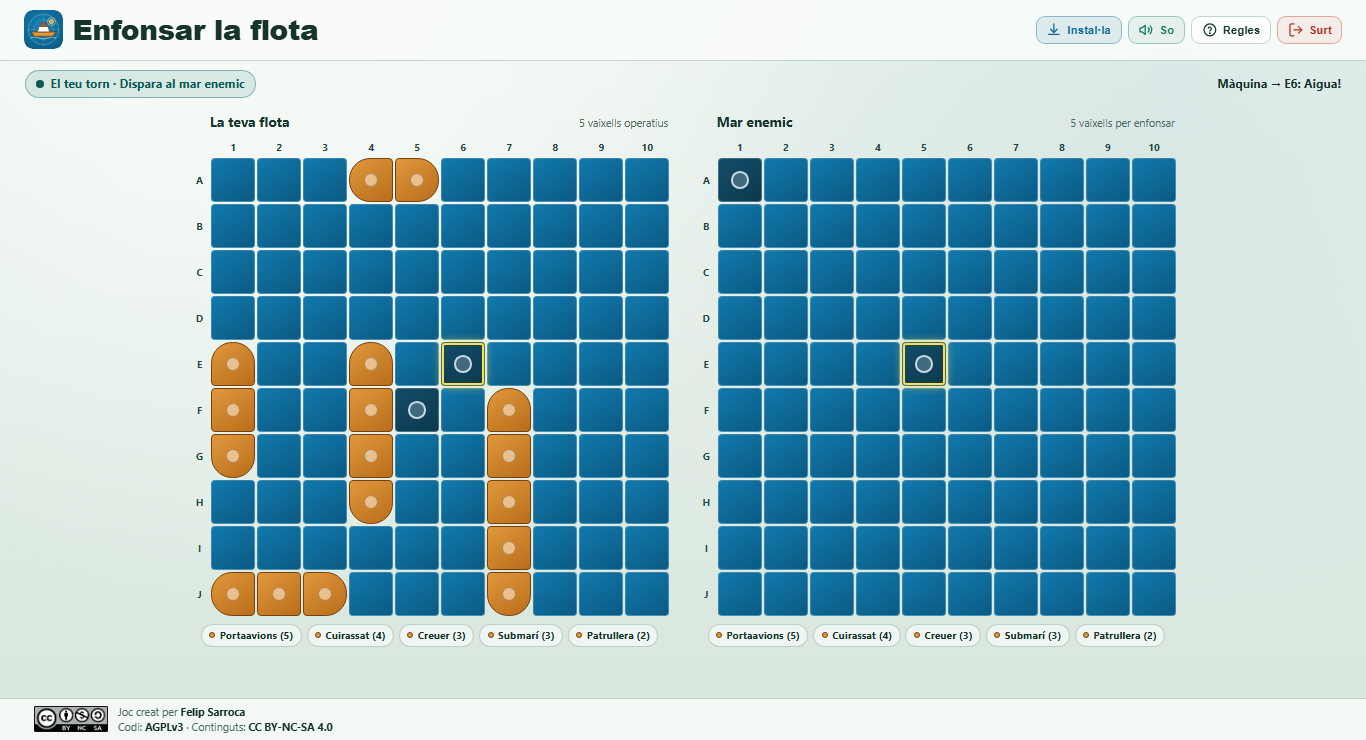 Enfonsar la flota
Instal·la
So
Regles
Surt
El teu torn · Dispara al mar enemic
Màquina → E6: Aigua!
La teva flota
5 vaixells operatius
1 2 3 4 5 6 7 8 9 10
A
B
C
D
E
F
G
H
I
J
Portaavions (5)
Cuirassat (4)
Creuer (3)
Submarí (3)
Patrullera (2)
Mar enemic
5 vaixells per enfonsar
1 2 3 4 5 6 7 8 9 10
A
B
C
D
E
F
G
H
I
J
Portaavions (5)
Cuirassat (4)
Creuer (3)
Submarí (3)
Patrullera (2)
cc
BY NC SA
Joc creat per Felip Sarroca
Codi: AGPLv3 · Continguts: CC BY-NC-SA 4.0